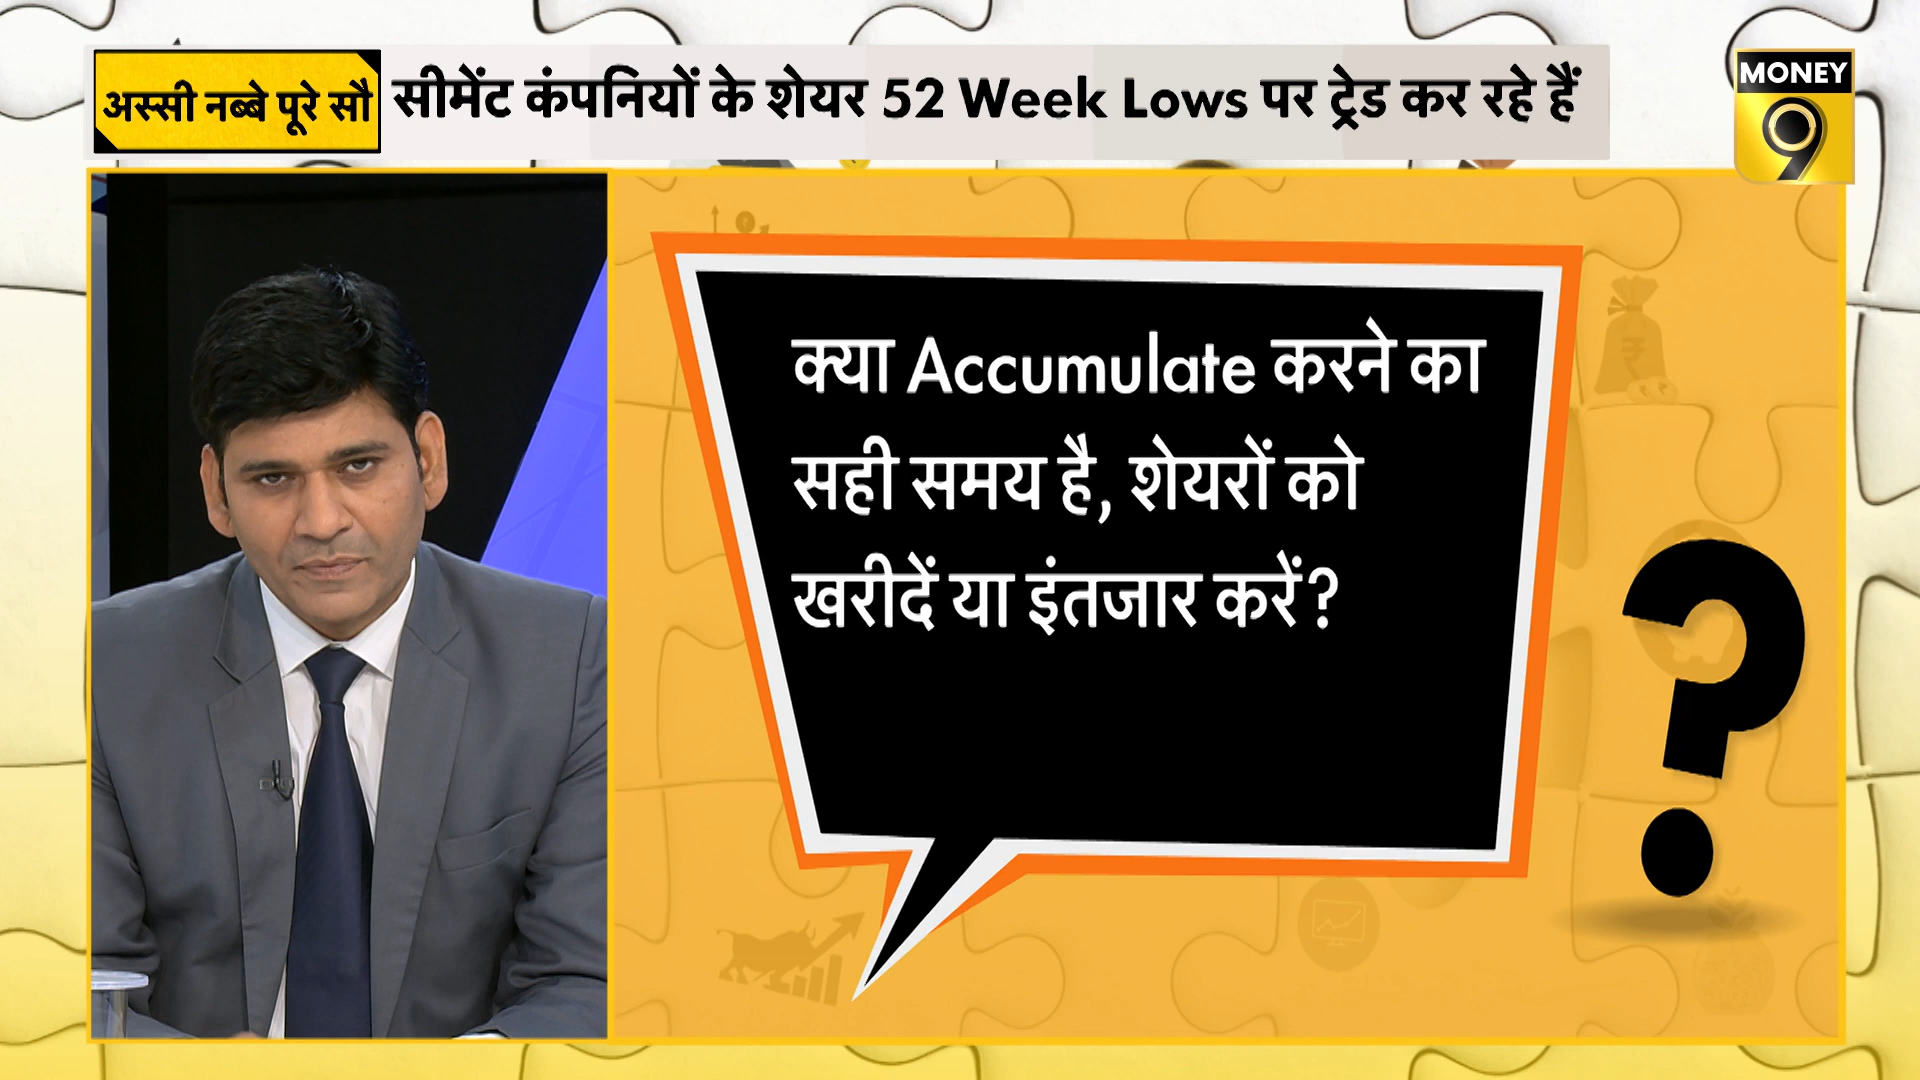 अस्सी नब्बे पूरे सौ
सीमेंट कंपनियों के शेयर 52 Week Lows पर ट्रेड कर रहे हैं
MONEY
9
क्या Accumulate करने का
सही समय है, शेयरों को
खरीदें या इंतजार करें?
?